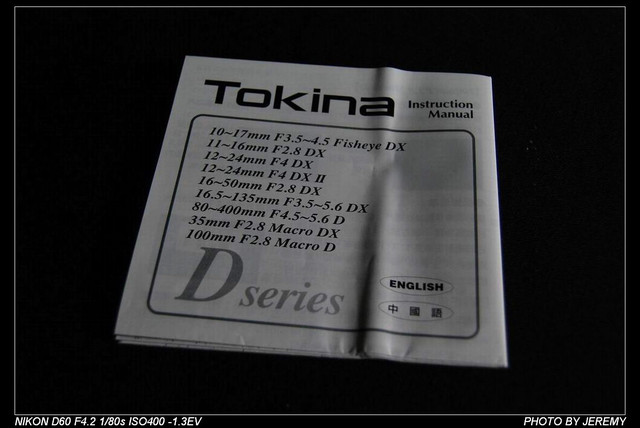 Tokina
Instruction
Manual
10~17mm F3.5~4.5 Fisheye DX
11~16mm F2.8 DX
12~24mm F4 DX
12~24mm F4 DX II
16~50mm F2.8 DX
16.5~135mm F3.5~5.6 DX
80~400mm F4.5~5.6 D
35mm F2.8 Macro DX
100mm F2.8 Macro D
D series
ENGLISH
中國語
NIKON D60 F4.2 1/80s ISO400 -1.3EV
PHOTO BY JEREMY